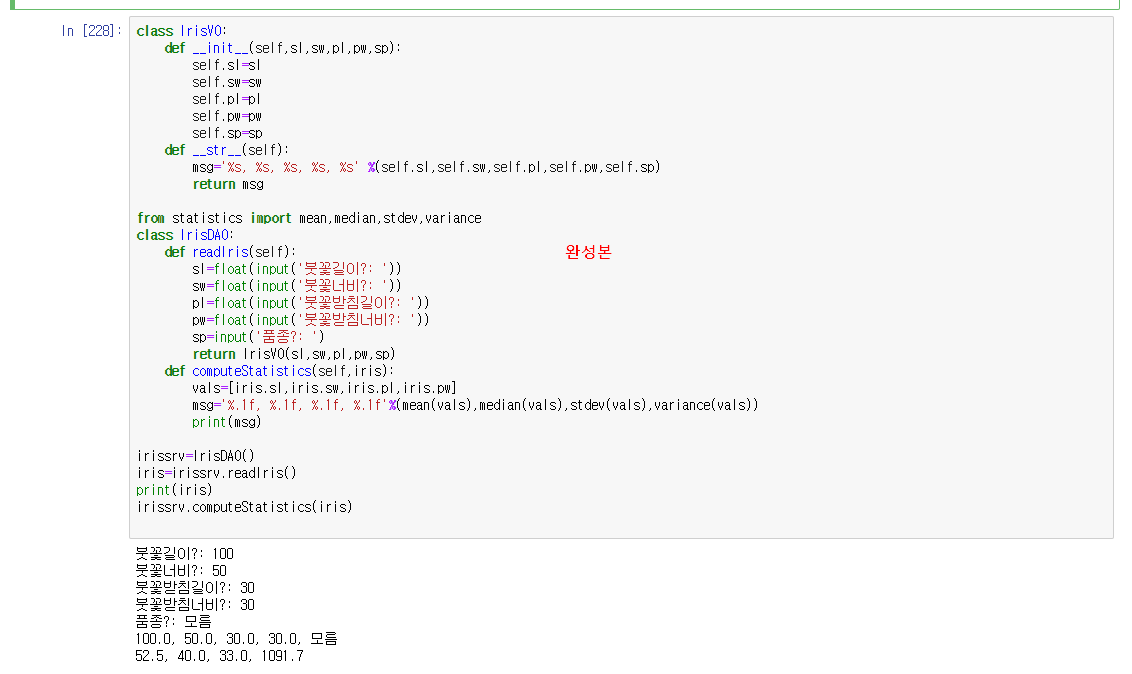 In [228]:
class IrisVO:
    def __init__(self,sl,sw,pl,pw,sp):
        self.sl=sl
        self.sw=sw
        self.pl=pl
        self.pw=pw
        self.sp=sp
    def __str__(self):
        msg='%s, %s, %s, %s, %s' %(self.sl,self.sw,self.pl,self.pw,self.sp)
        return msg

from statistics import mean,median,stdev,variance
class IrisDAO:
    def readIris(self):
완성본
        sl=float(input('붓꽃길이?: '))
        sw=float(input('붓꽃너비?: '))
        pl=float(input('붓꽃받침길이?: '))
        pw=float(input('붓꽃받침너비?: '))
        sp=input('품종?: ')
        return IrisVO(sl,sw,pl,pw,sp)
    def computeStatistics(self,iris):
        vals=[iris.sl,iris.sw,iris.pl,iris.pw]
        msg='%.1f, %.1f, %.1f, %.1f'%(mean(vals),median(vals),stdev(vals),variance(vals))
        print(msg)

irissrv=IrisDAO()
iris=irissrv.readIris()
print(iris)
irissrv.computeStatistics(iris)

붓꽃길이?: 100
붓꽃너비?: 50
붓꽃받침길이?: 30
붓꽃받침너비?: 30
품종?: 모름
100.0, 50.0, 30.0, 30.0, 모름
52.5, 40.0, 33.0, 1091.7